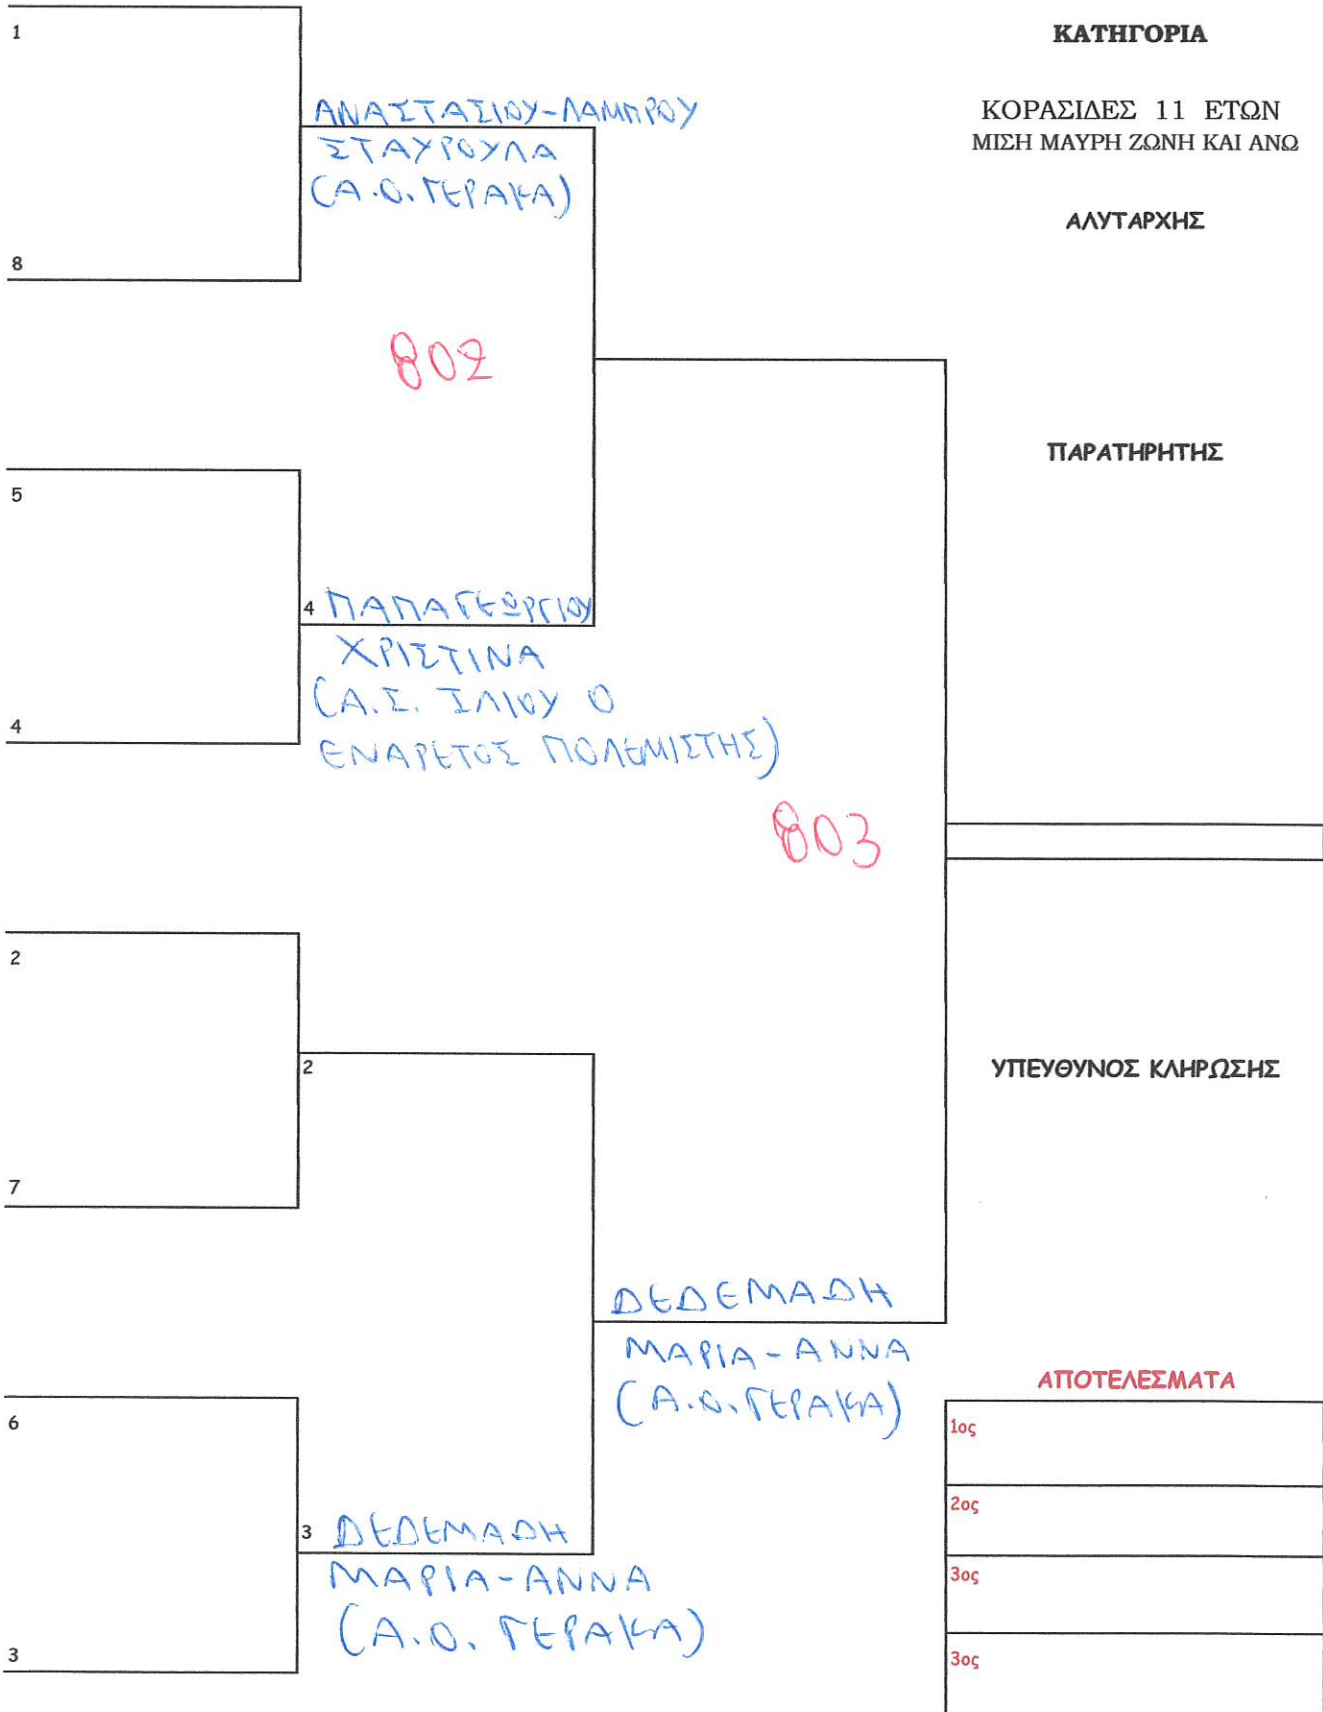 1
ΚΑΤΗΓΟΡΙΑ
ΑΝΑΣΤΑΣΙΟΥ-ΛΑΜΠΡΟΥ
ΣΤΑΥΡΟΥΛΑ
(Α.Ο. ΓΕΡΑΚΑ)
ΚΟΡΑΣΙΔΕΣ 11 ΕΤΩΝ
ΜΙΣΗ ΜΑΥΡΗ ΖΩΝΗ ΚΑΙ ΑΝΩ
ΑΛΥΤΑΡΧΗΣ
8
802
ΠΑΡΑΤΗΡΗΤΗΣ
5
4 ΠΑΠΑΓΕΩΡΓΙΟΥ
ΧΡΙΣΤΙΝΑ
(Α.Σ. ΙΛΙΟΥ Ο
ΕΝΑΡΕΤΟΣ ΠΟΛΕΜΙΣΤΗΣ)
4
803
2
2
ΥΠΕΥΘΥΝΟΣ ΚΛΗΡΩΣΗΣ
7
ΔΕΔΕΜΑΔΗ
ΜΑΡΙΑ-ΑΝΝΑ
(Α.Ο. ΓΕΡΑΚΑ)
6
3 ΔΕΔΕΜΑΔΗ
ΜΑΡΙΑ-ΑΝΝΑ
(Α.Ο. ΓΕΡΑΚΑ)
3
ΑΠΟΤΕΛΕΣΜΑΤΑ
1ος
2ος
3ος
3ος